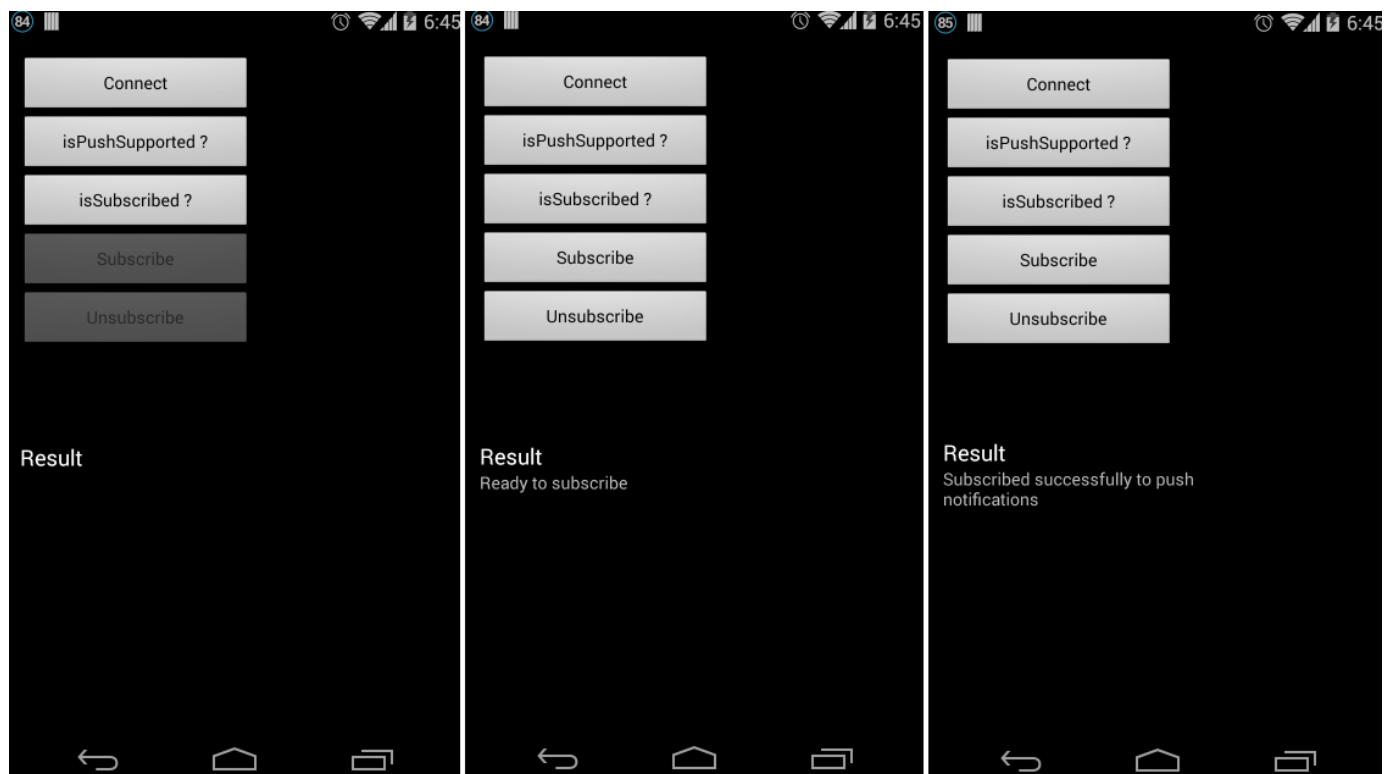 84 6:45
Connect
isPushSupported ?
isSubscribed ?
Subscribe
Unsubscribe
Result
84 6:45
Connect
isPushSupported ?
isSubscribed ?
Subscribe
Unsubscribe
Result
Ready to subscribe
85 6:45
Connect
isPushSupported ?
isSubscribed ?
Subscribe
Unsubscribe
Result
Subscribed successfully to push
notifications